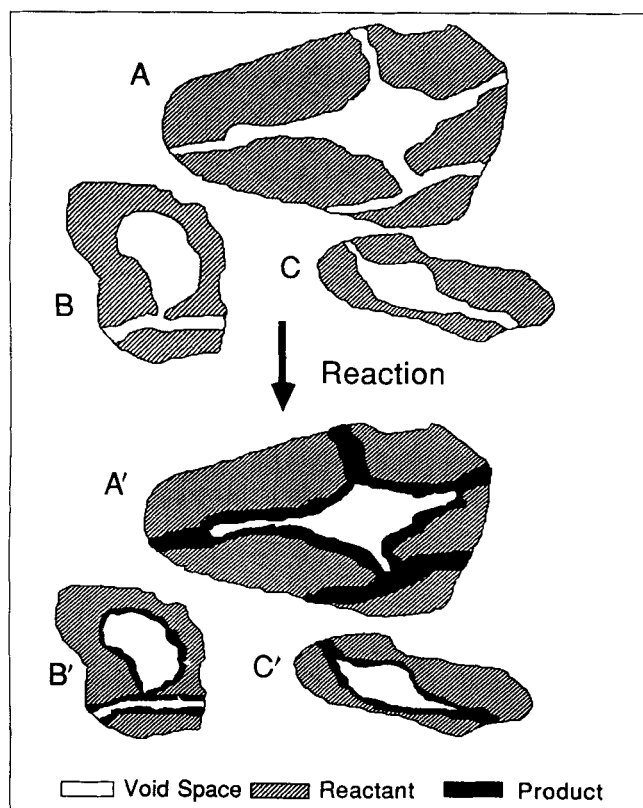 A
B
C
Reaction
A′
B′
C′
Void Space Reactant Product